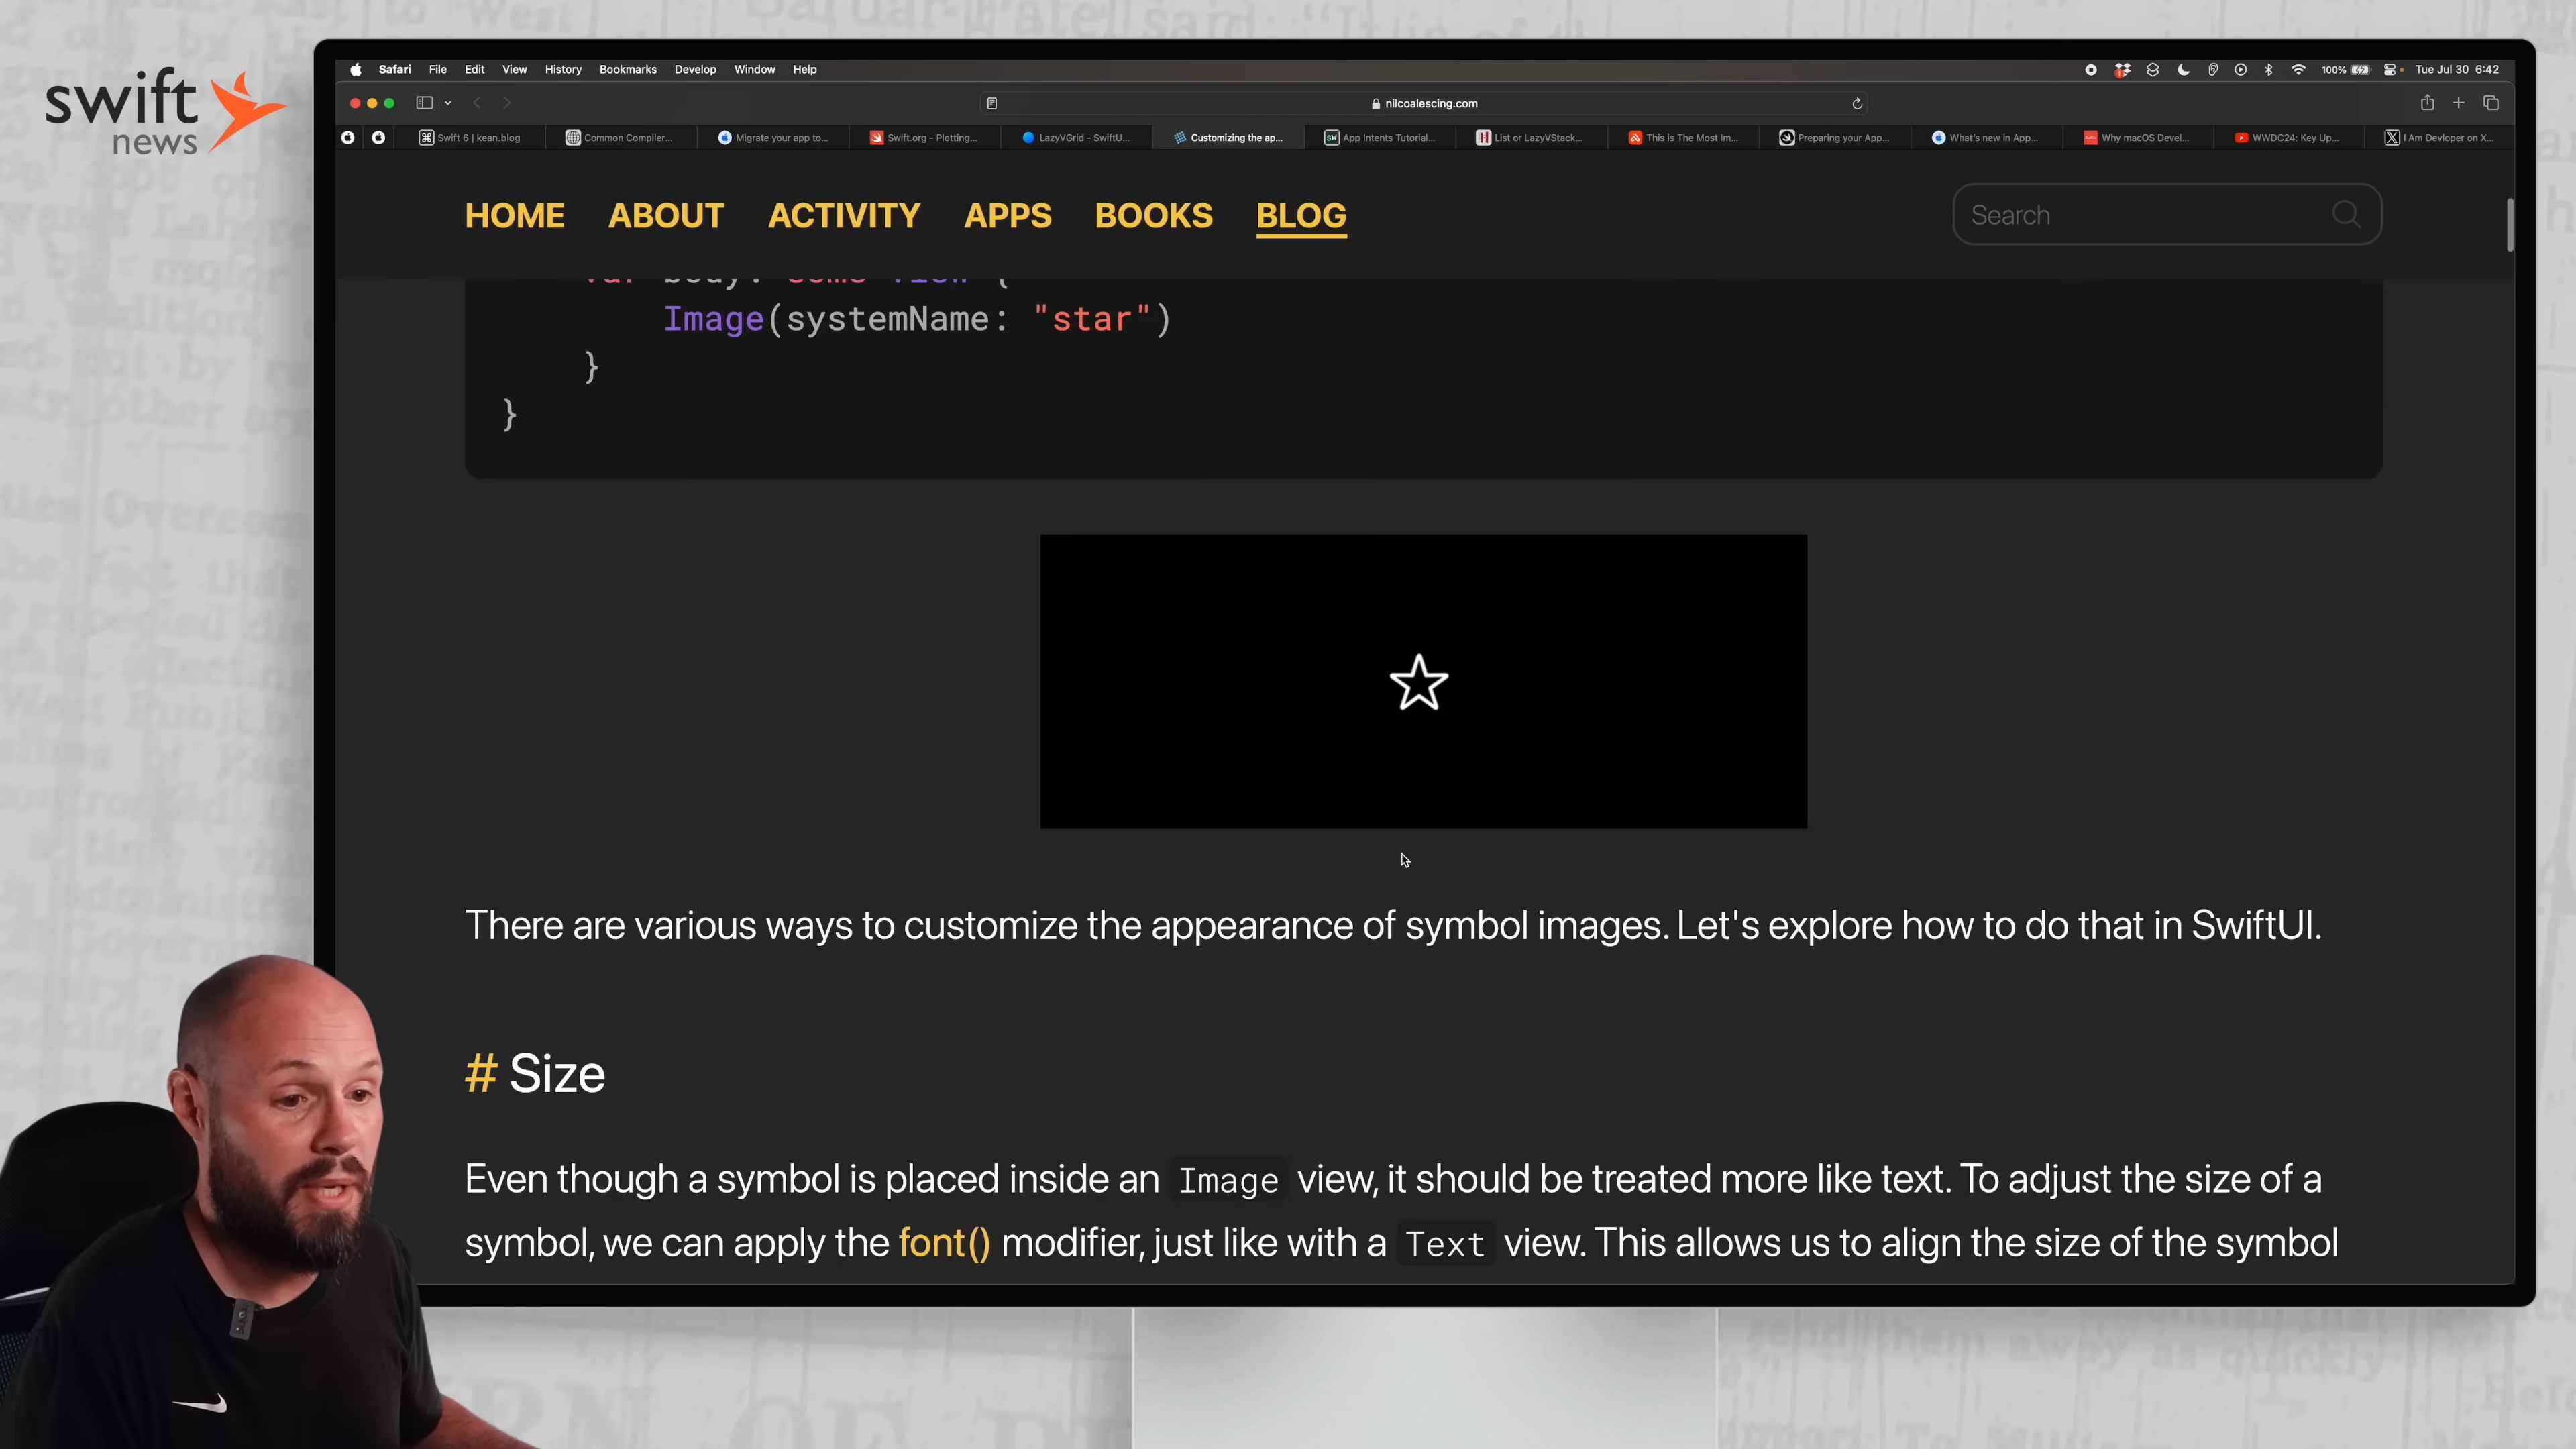 swift
news
Safari File Edit View History Bookmarks Develop Window Help
100% Tue Jul 30 6:42
nilcoalescing.com
Swift 6 | kean.blog
Common Compiler...
Migrate your app to...
Swift.org - Plotting...
LazyVGrid - SwiftU...
Customizing the ap...
App Intents Tutorial...
List or LazyVStack...
This is The Most Im...
Preparing your App...
What's new in App...
Why macOS Devel...
WWDC24: Key Up...
I Am Devloper on X...
HOME ABOUT ACTIVITY APPS BOOKS BLOG
Search
var body: some View {
Image(systemName: "star")
}
}
There are various ways to customize the appearance of symbol images. Let's explore how to do that in SwiftUI.
# Size
Even though a symbol is placed inside an Image view, it should be treated more like text. To adjust the size of a
symbol, we can apply the font() modifier, just like with a Text view. This allows us to align the size of the symbol